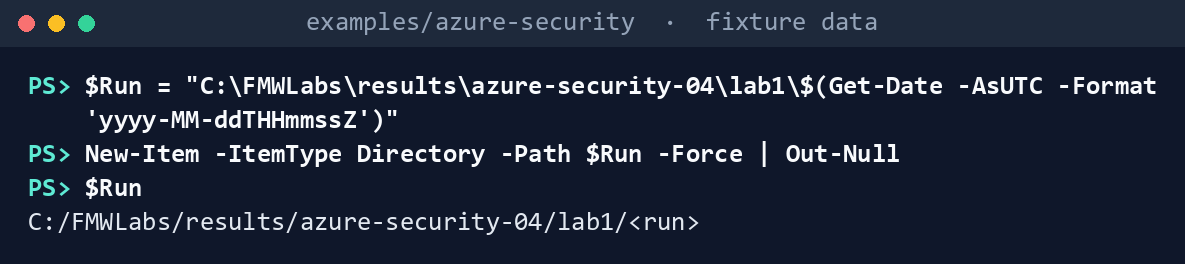 examples/azure-security · fixture data
PS> $Run = "C:\FMWLabs\results\azure-security-04\lab1\$(Get-Date -AsUTC -Format
'yyyy-MM-ddTHHmmssZ')"
PS> New-Item -ItemType Directory -Path $Run -Force | Out-Null
PS> $Run
C:/FMWLabs/results/azure-security-04/lab1/<run>